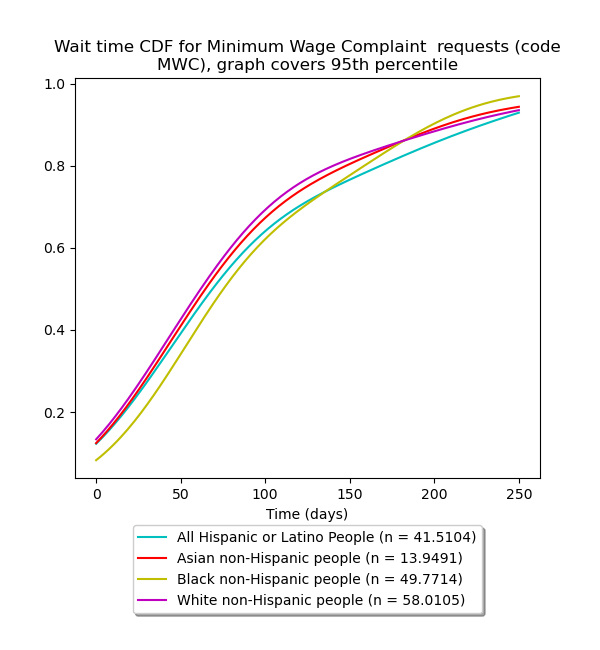 Wait time CDF for Minimum Wage Complaint  requests (code
MWC), graph covers 95th percentile
1.0
0.8
0.6
0.4
0.2
0 50 100 150 200 250
Time (days)
All Hispanic or Latino People (n = 41.5104)
Asian non-Hispanic people (n = 13.9491)
Black non-Hispanic people (n = 49.7714)
White non-Hispanic people (n = 58.0105)